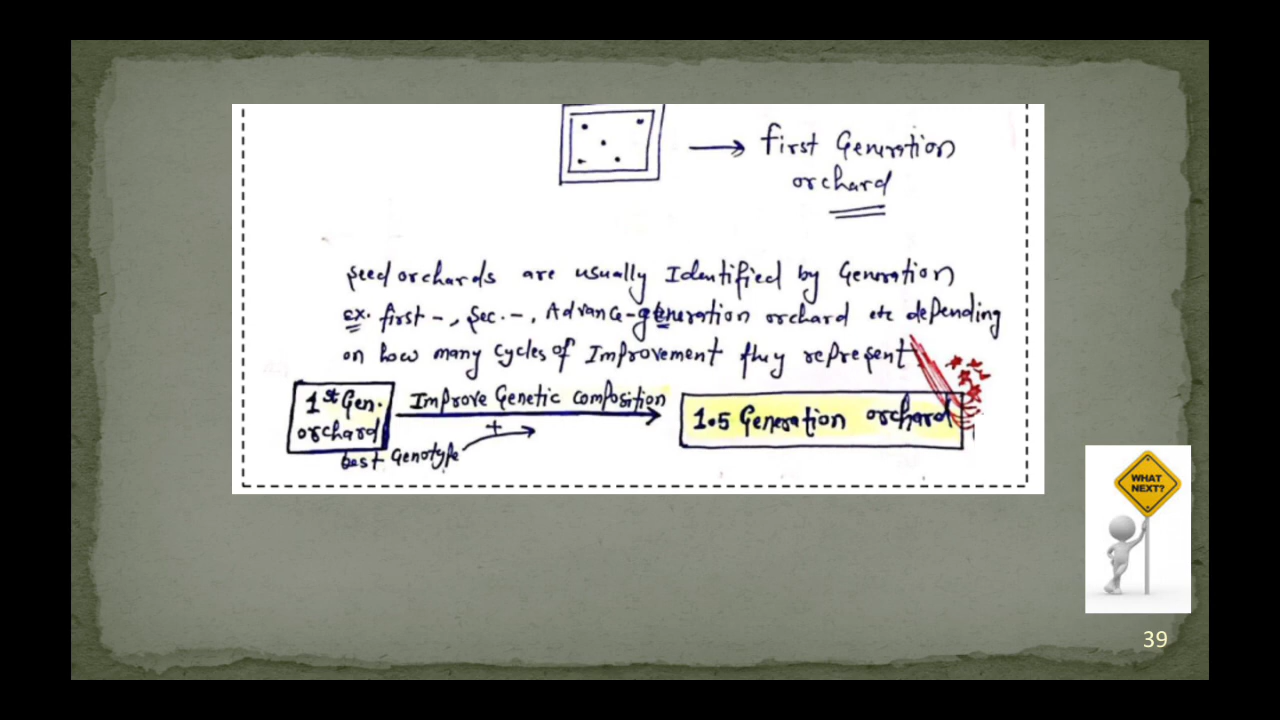 first Generation
orchard
seed orchards are usually Identified by Generation
ex. first - , Sec. - , Advance-generation orchard etc depending
on how many cycles of Improvement they represent
1st Gen.
orchard
Improve Genetic composition
+
best Genotype
1.5 Generation orchard
WHAT
NEXT?
39